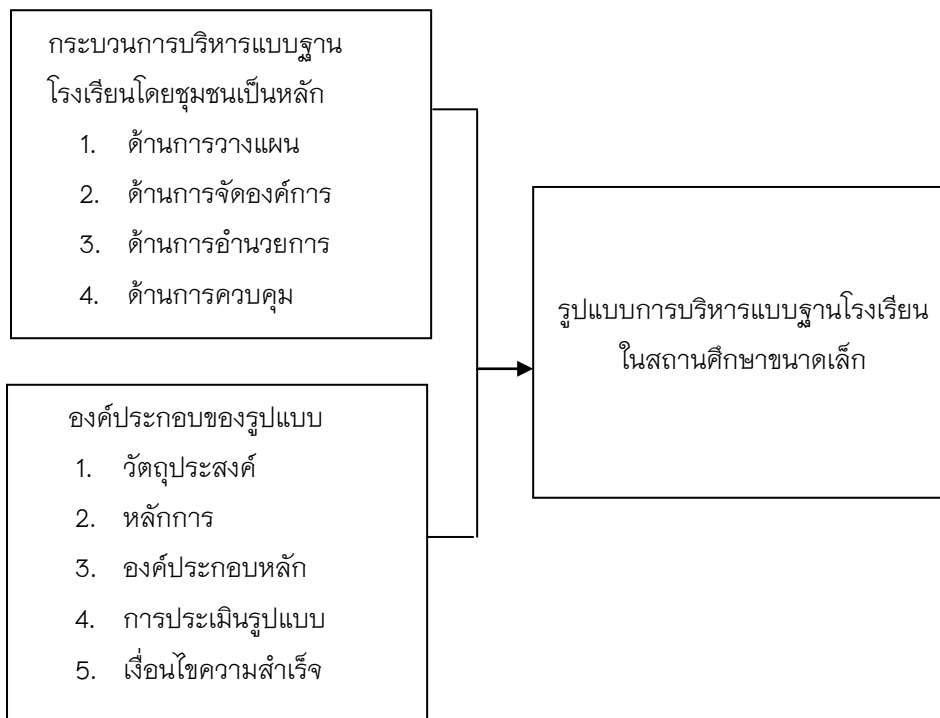 กระบวนการบริหารแบบฐาน
โรงเรียนโดยชุมชนเป็นหลัก
1. ด้านการวางแผน
2. ด้านการจัดองค์การ
3. ด้านการอำนวยการ
4. ด้านการควบคุม
องค์ประกอบของรูปแบบ
1. วัตถุประสงค์
2. หลักการ
3. องค์ประกอบหลัก
4. การประเมินรูปแบบ
5. เงื่อนไขความสำเร็จ
รูปแบบการบริหารแบบฐานโรงเรียน
ในสถานศึกษาขนาดเล็ก